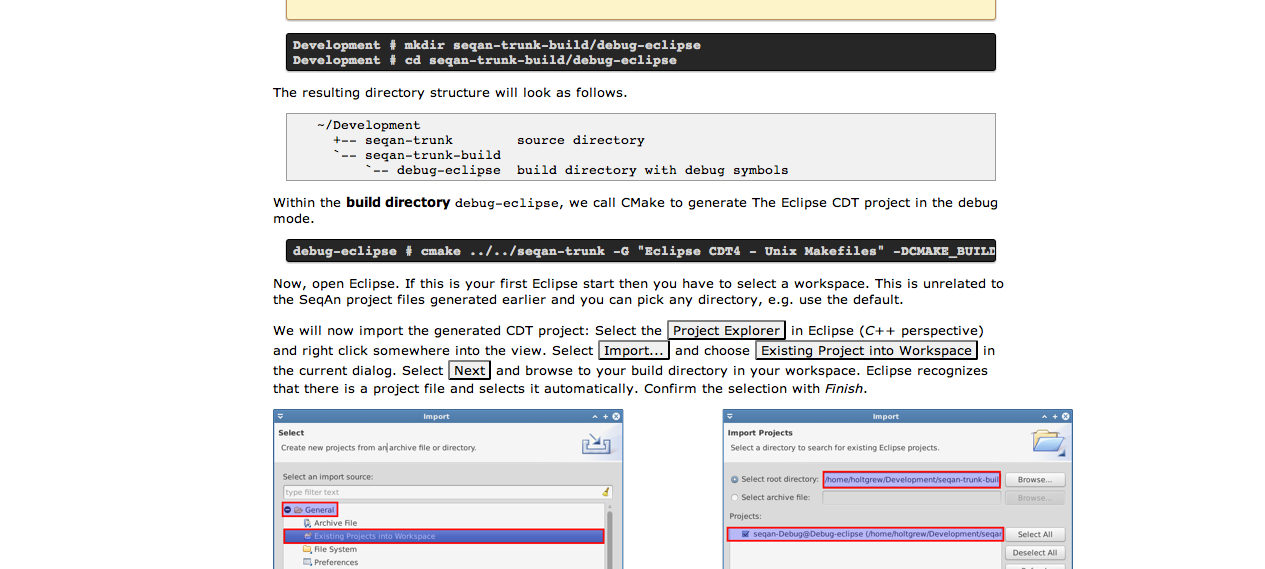 Development # mkdir seqan-trunk-build/debug-eclipse
Development # cd seqan-trunk-build/debug-eclipse
The resulting directory structure will look as follows.
~/Development
+-- seqan-trunk        source directory
`-- seqan-trunk-build
`-- debug-eclipse  build directory with debug symbols
Within the build directory debug-eclipse, we call CMake to generate The Eclipse CDT project in the debug
mode.
debug-eclipse # cmake ../../seqan-trunk -G "Eclipse CDT4 - Unix Makefiles" -DCMAKE_BUILD
Now, open Eclipse. If this is your first Eclipse start then you have to select a workspace. This is unrelated to
the SeqAn project files generated earlier and you can pick any directory, e.g. use the default.
We will now import the generated CDT project: Select the Project Explorer in Eclipse (C++ perspective)
and right click somewhere into the view. Select Import... and choose Existing Project into Workspace in
the current dialog. Select Next and browse to your build directory in your workspace. Eclipse recognizes
that there is a project file and selects it automatically. Confirm the selection with Finish.
Import
Select
Create new projects from an archive file or directory.
Select an import source:
type filter text
General
Archive File
Existing Projects into Workspace
File System
Preferences
Import
Import Projects
Select a directory to search for existing Eclipse projects.
Select root directory: /home/holtgrew/Development/seqan-trunk-buil Browse...
Select archive file: Browse...
Projects:
seqan-Debug@Debug-eclipse (/home/holtgrew/Development/seqan Select All
Deselect All